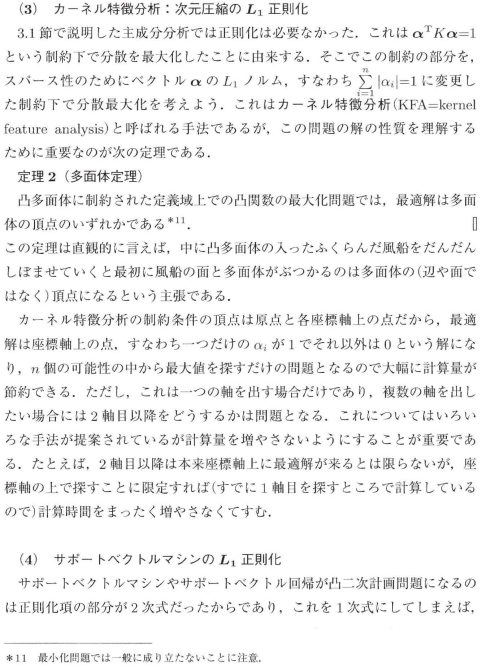 (3) カーネル特徴分析：次元圧縮の L₁ 正則化
3.1 節で説明した主成分分析では正則化は必要なかった．これは αᵀKα=1
という制約下で分散を最大化したことに由来する．そこでこの制約の部分を，
スパース性のためにベクトル α の L₁ ノルム，すなわち ∑ᵢ₌₁ⁿ |αᵢ|=1 に変更し
た制約下で分散最大化を考えよう．これはカーネル特徴分析(KFA=kernel
feature analysis)と呼ばれる手法であるが，この問題の解の性質を理解する
ために重要なのが次の定理である．
定理 2（多面体定理）
凸多面体に制約された定義域上での凸関数の最大化問題では，最適解は多面
体の頂点のいずれかである*11．
この定理は直観的に言えば，中に凸多面体の入ったふくらんだ風船をだんだん
しぼませていくと最初に風船の面と多面体がぶつかるのは多面体の(辺や面で
はなく)頂点になるという主張である．
カーネル特徴分析の制約条件の頂点は原点と各座標軸上の点だから，最適
解は座標軸上の点，すなわち一つだけの αᵢ が 1 でそれ以外は 0 という解にな
り，n 個の可能性の中から最大値を探すだけの問題となるので大幅に計算量が
節約できる．ただし，これは一つの軸を出す場合だけであり，複数の軸を出し
たい場合には 2 軸目以降をどうするかは問題となる．これについてはいろい
ろな手法が提案されているが計算量を増やさないようにすることが重要であ
る．たとえば，2 軸目以降は本来座標軸上に最適解が来るとは限らないが，座
標軸の上で探すことに限定すれば(すでに 1 軸目を探すところで計算している
ので)計算時間をまったく増やさなくてすむ．
(4) サポートベクトルマシンの L₁ 正則化
サポートベクトルマシンやサポートベクトル回帰が凸二次計画問題になるの
は正則化項の部分が 2 次式だったからであり，これを 1 次式にしてしまえば，
*11 最小化問題では一般に成り立たないことに注意．